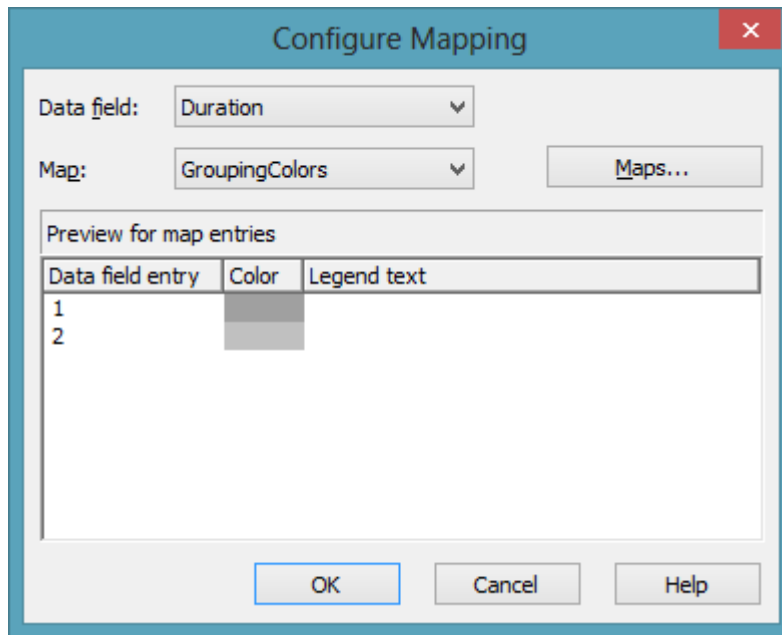 Configure Mapping
Data field: Duration
Map: GroupingColors Maps...
Preview for map entries
Data field entry Color Legend text
1
2
OK Cancel Help